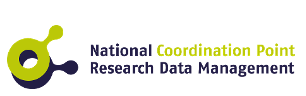 National Coordination Point
Research Data Management